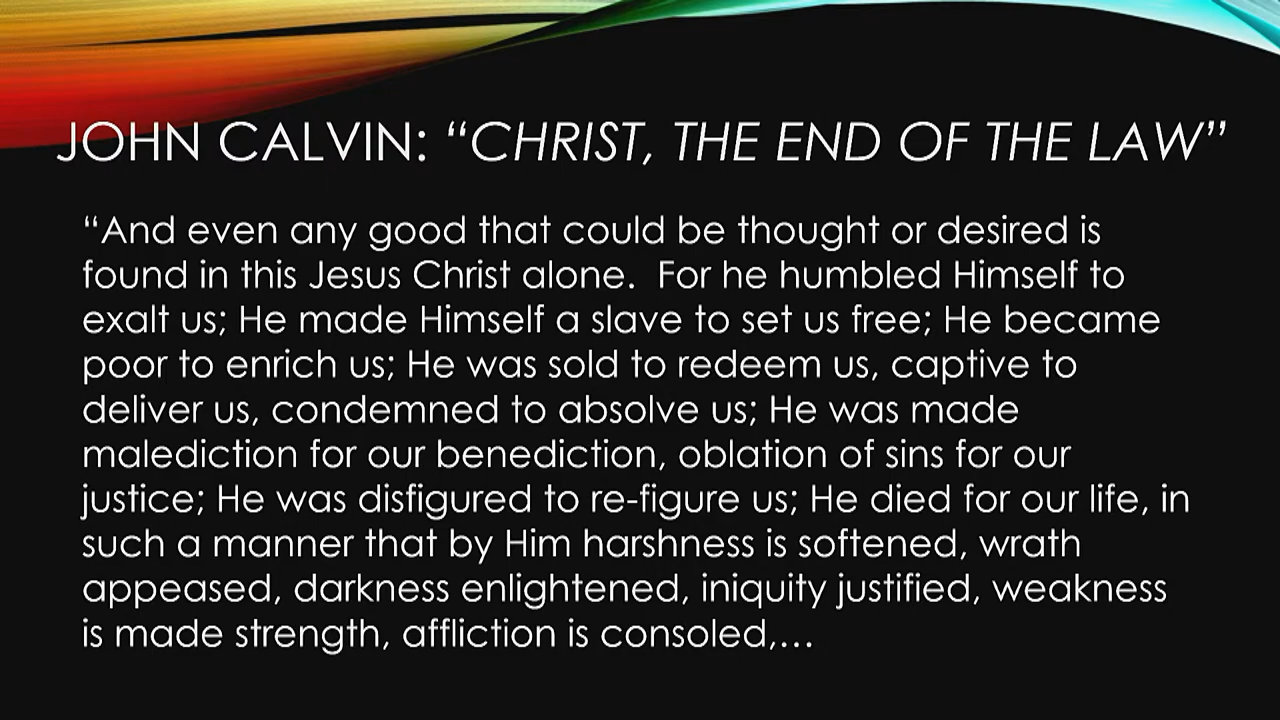 JOHN CALVIN: “CHRIST, THE END OF THE LAW”
“And even any good that could be thought or desired is
found in this Jesus Christ alone.  For he humbled Himself to
exalt us; He made Himself a slave to set us free; He became
poor to enrich us; He was sold to redeem us, captive to
deliver us, condemned to absolve us; He was made
malediction for our benediction, oblation of sins for our
justice; He was disfigured to re-figure us; He died for our life, in
such a manner that by Him harshness is softened, wrath
appeased, darkness enlightened, iniquity justified, weakness
is made strength, affliction is consoled,…